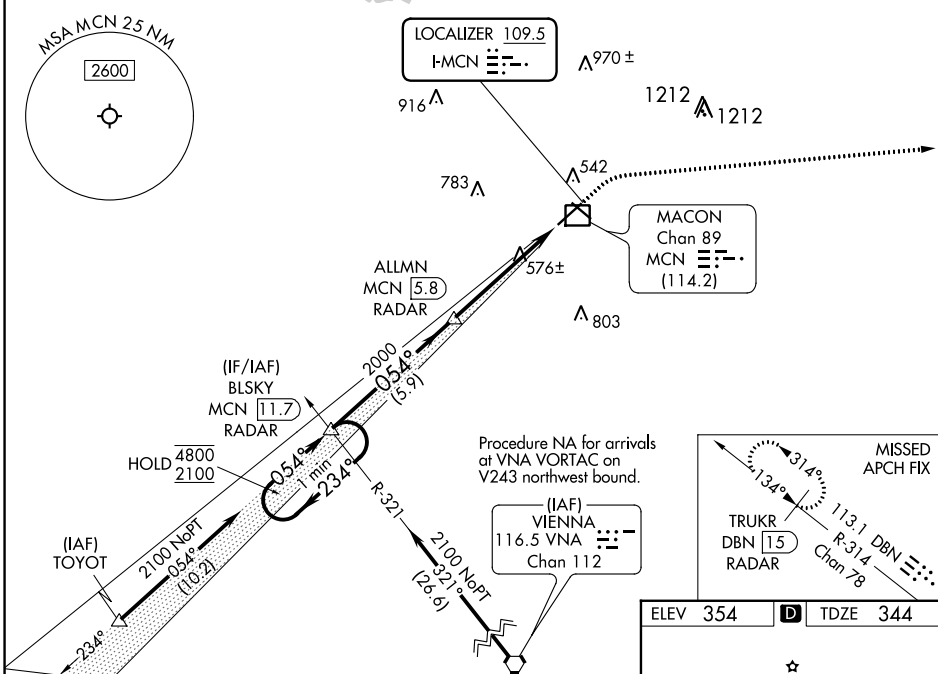 MSA MCN 25 NM
2600
LOCALIZER 109.5
I-MCN
970 ±
916
1212
1212
783
542
MACON
Chan 89
MCN
(114.2)
576±
ALLMN
MCN 5.8
RADAR
803
2000
054°
(5.9)
(IF/IAF)
BLSKY
MCN 11.7
RADAR
HOLD 4800
2100
054°
1 min
234°
R-321
Procedure NA for arrivals
at VNA VORTAC on
V243 northwest bound.
(IAF)
VIENNA
116.5 VNA
Chan 112
2100 NoPT
321°
(26.6)
(IAF)
TOYOT
2100 NoPT
054°
(10.2)
234°
MISSED
APCH FIX
314°
134°
TRUKR
DBN 15
RADAR
113.1 DBN
R-314
Chan 78
ELEV 354 D TDZE 344